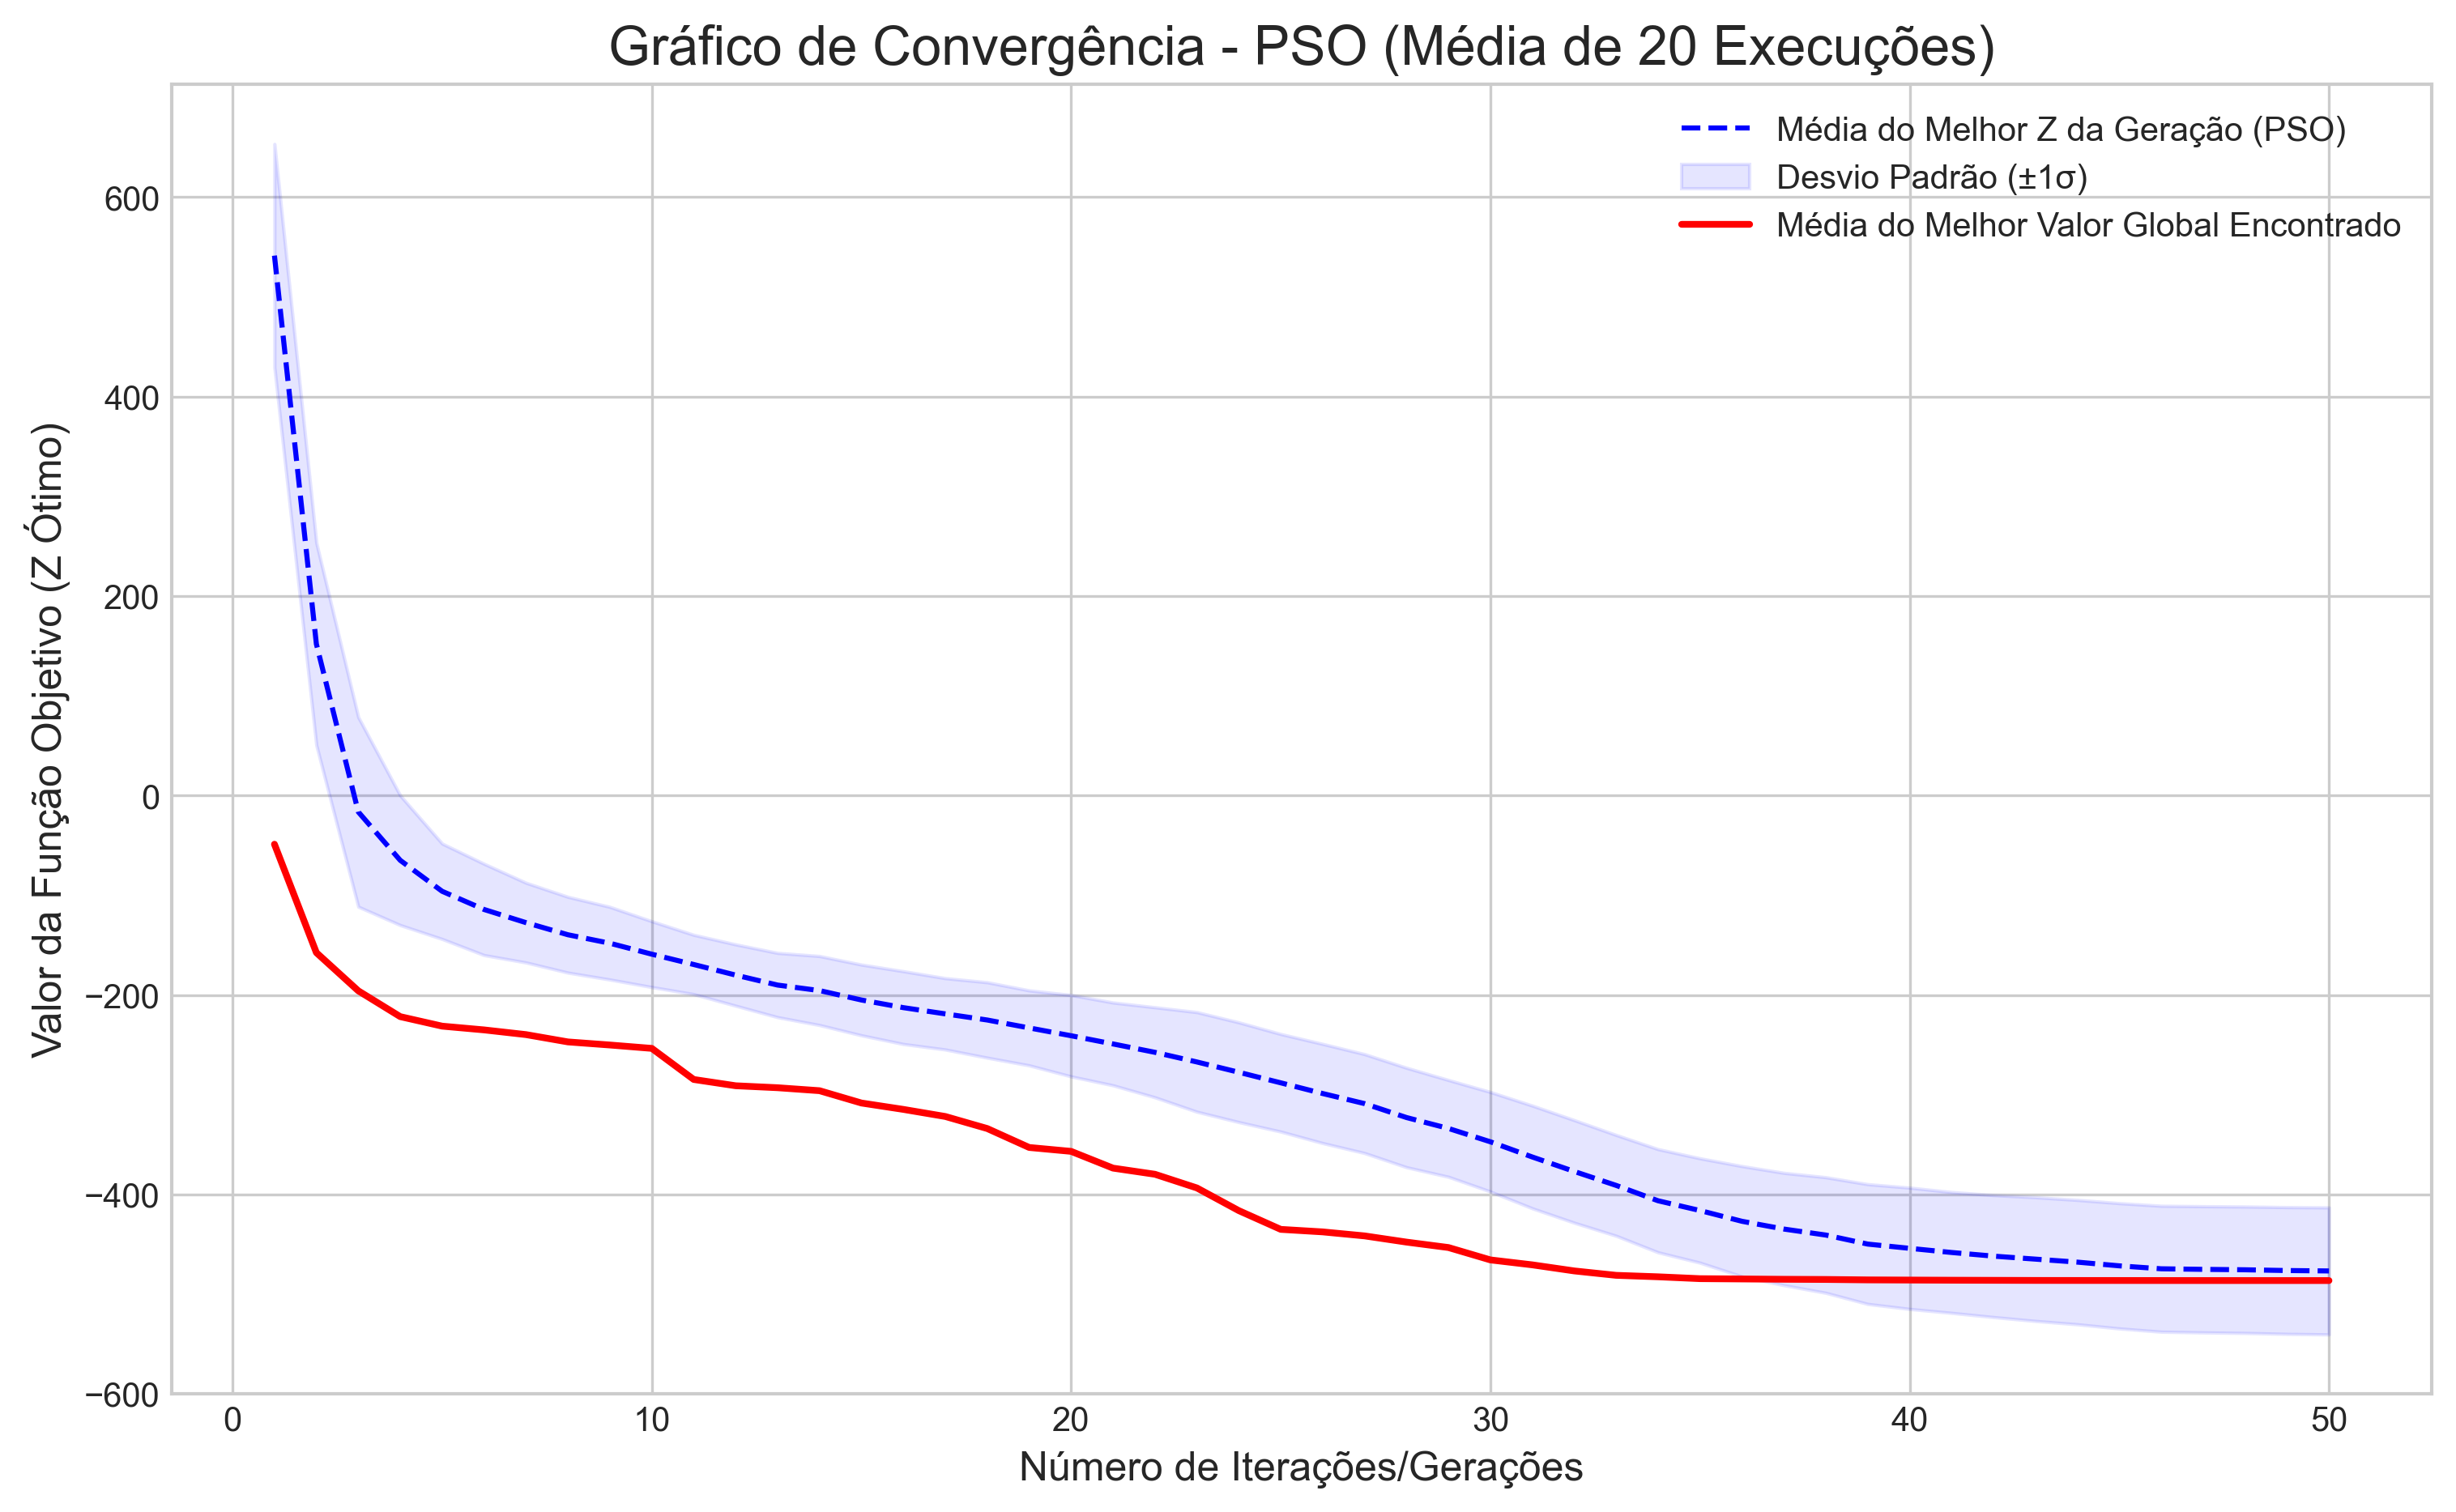 Gráfico de Convergência - PSO (Média de 20 Execuções)
Média do Melhor Z da Geração (PSO)
Desvio Padrão (±1σ)
Média do Melhor Valor Global Encontrado
Valor da Função Objetivo (Z Ótimo)
600
400
200
0
−200
−400
−600
0 10 20 30 40 50
Número de Iterações/Gerações